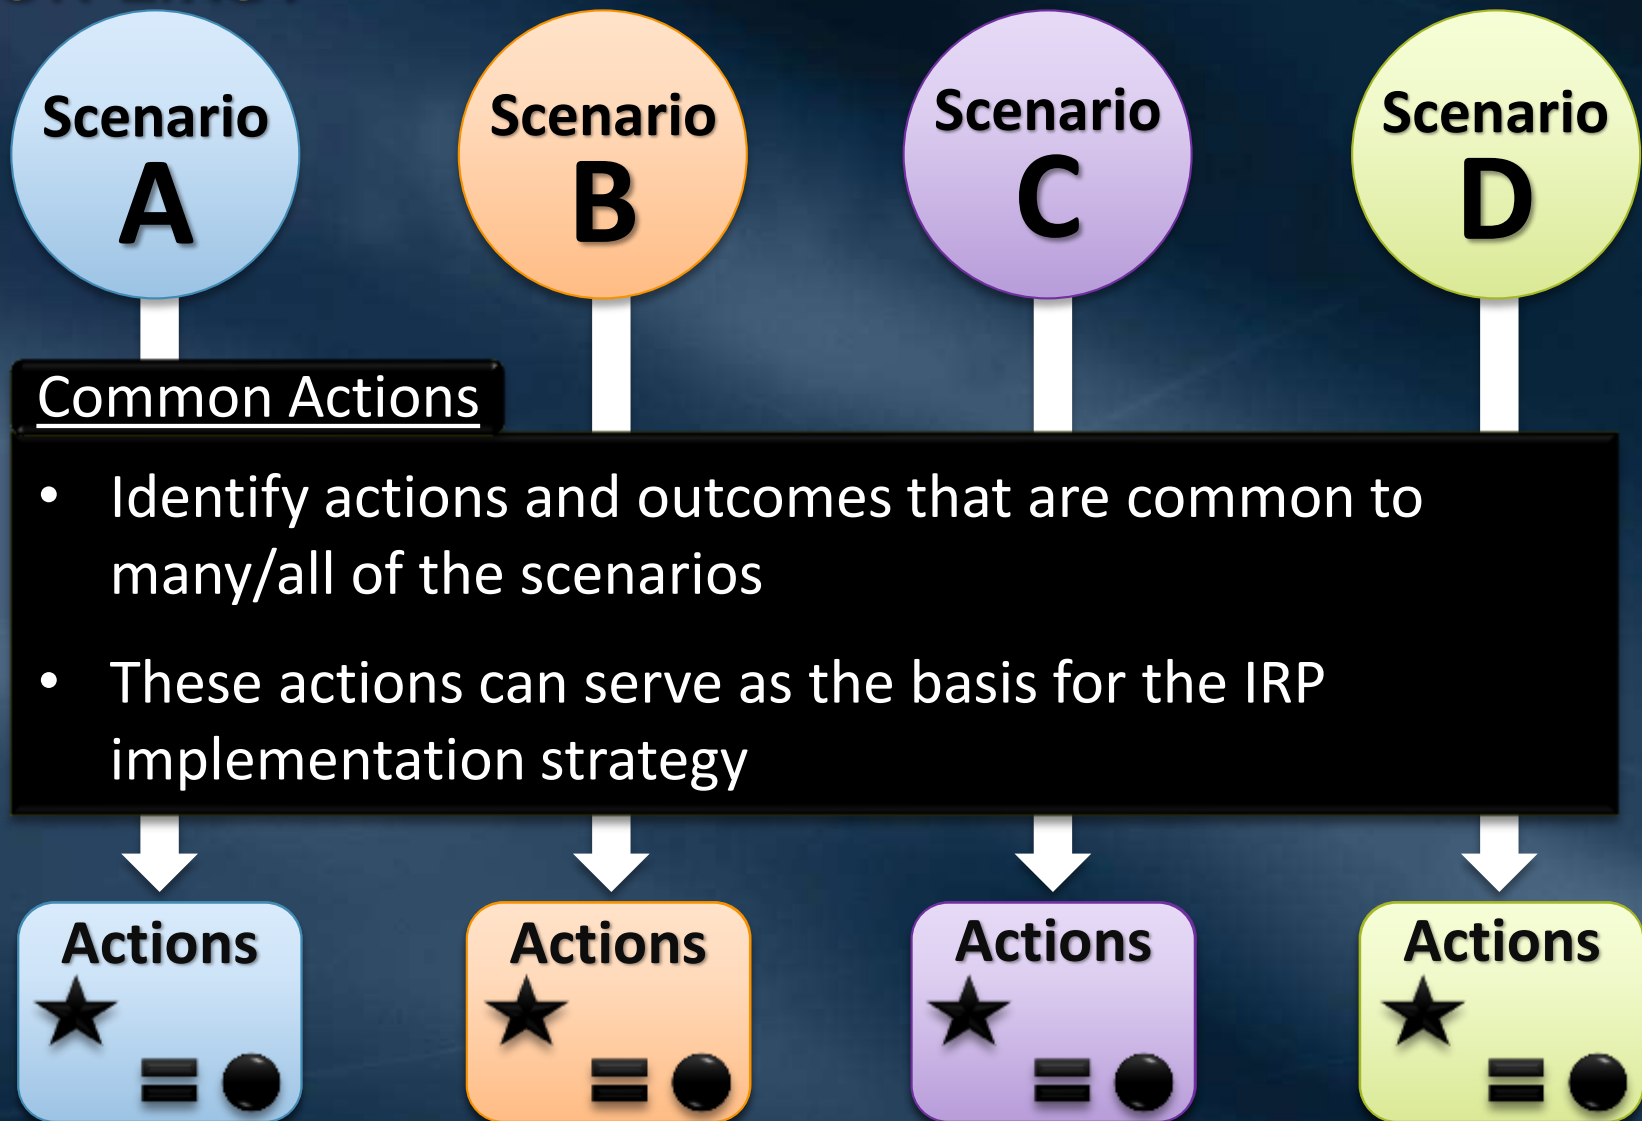 Scenario
A
Scenario
B
Scenario
C
Scenario
D
Common Actions
• Identify actions and outcomes that are common to
many/all of the scenarios
• These actions can serve as the basis for the IRP
implementation strategy
Actions
=
Actions
=
Actions
=
Actions
=